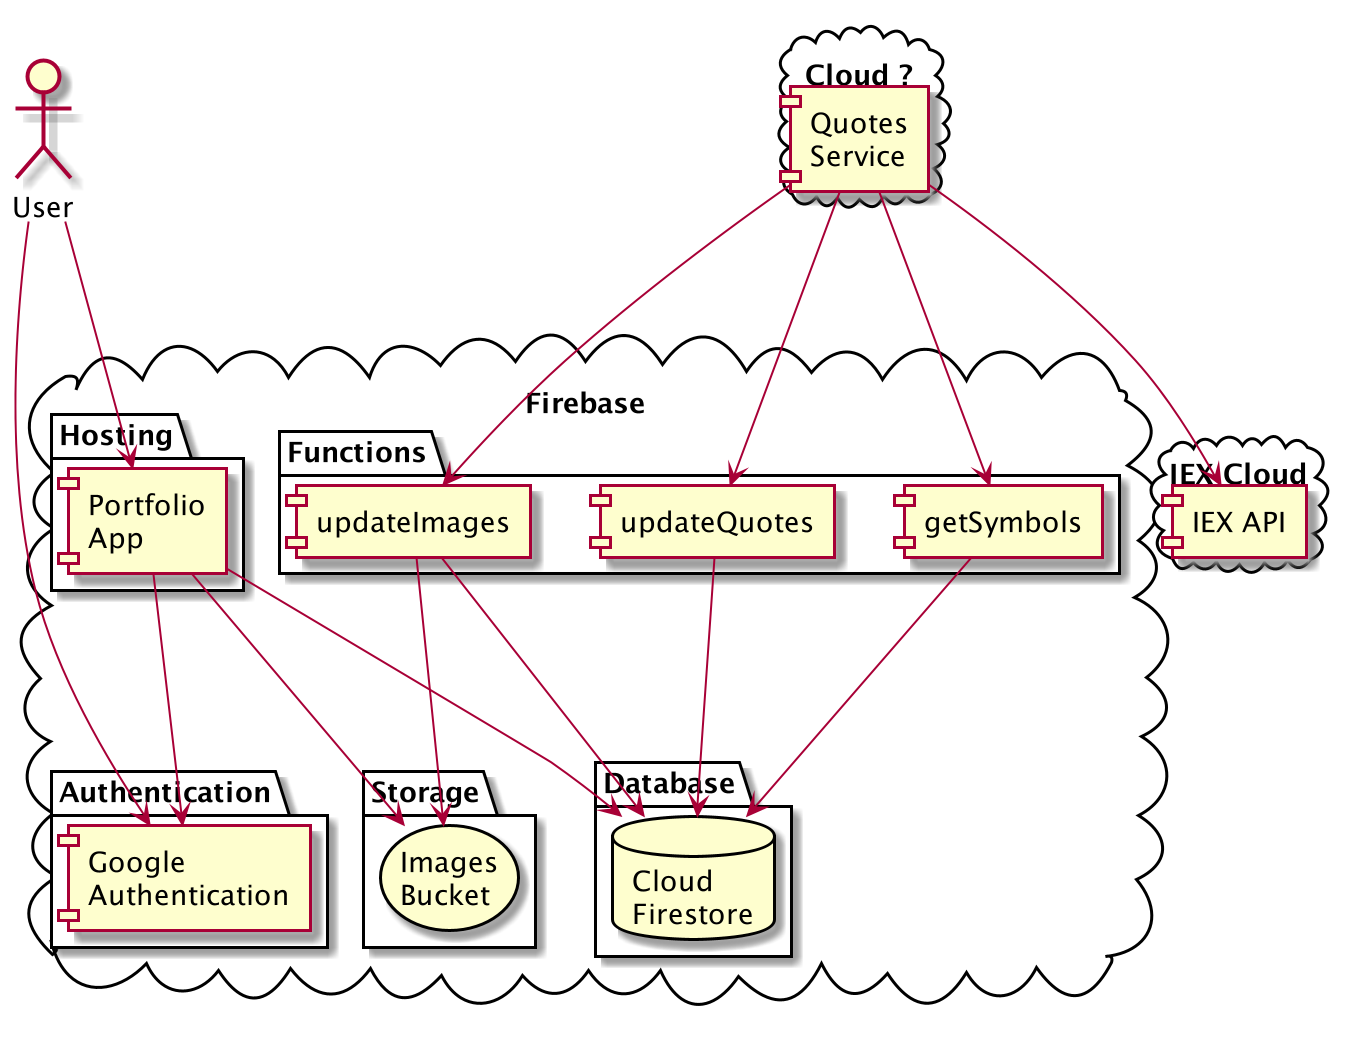 Cloud ?
Quotes
Service
User
Firebase
Hosting
Functions
IEX Cloud
Portfolio
App
updateImages
updateQuotes
getSymbols
IEX API
Authentication
Storage
Database
Google
Authentication
Images
Bucket
Cloud
Firestore